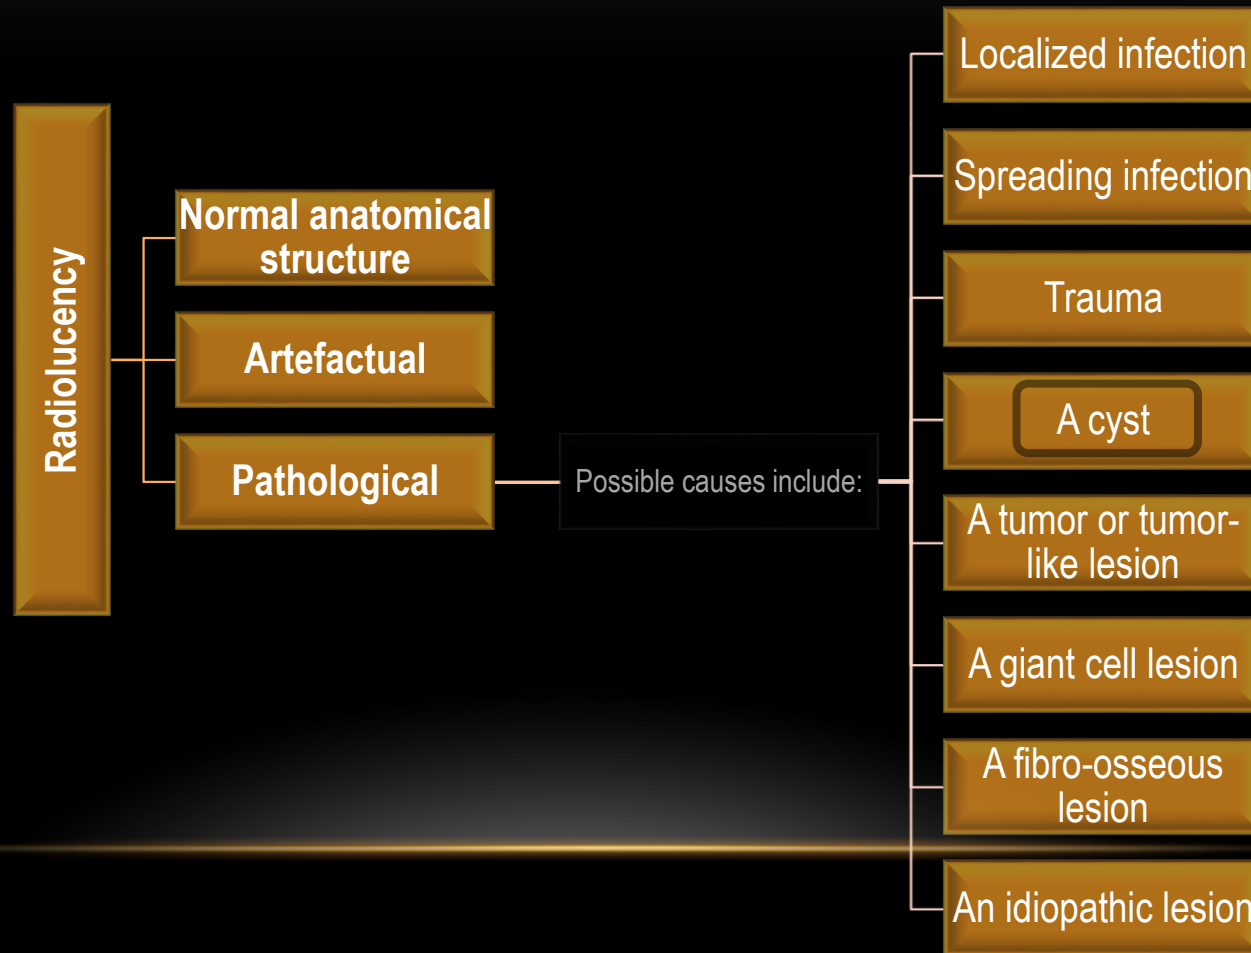 Radiolucency
Normal anatomical
structure
Artefactual
Pathological
Possible causes include:
Localized infection
Spreading infection
Trauma
A cyst
A tumor or tumor-
like lesion
A giant cell lesion
A fibro-osseous
lesion
An idiopathic lesion